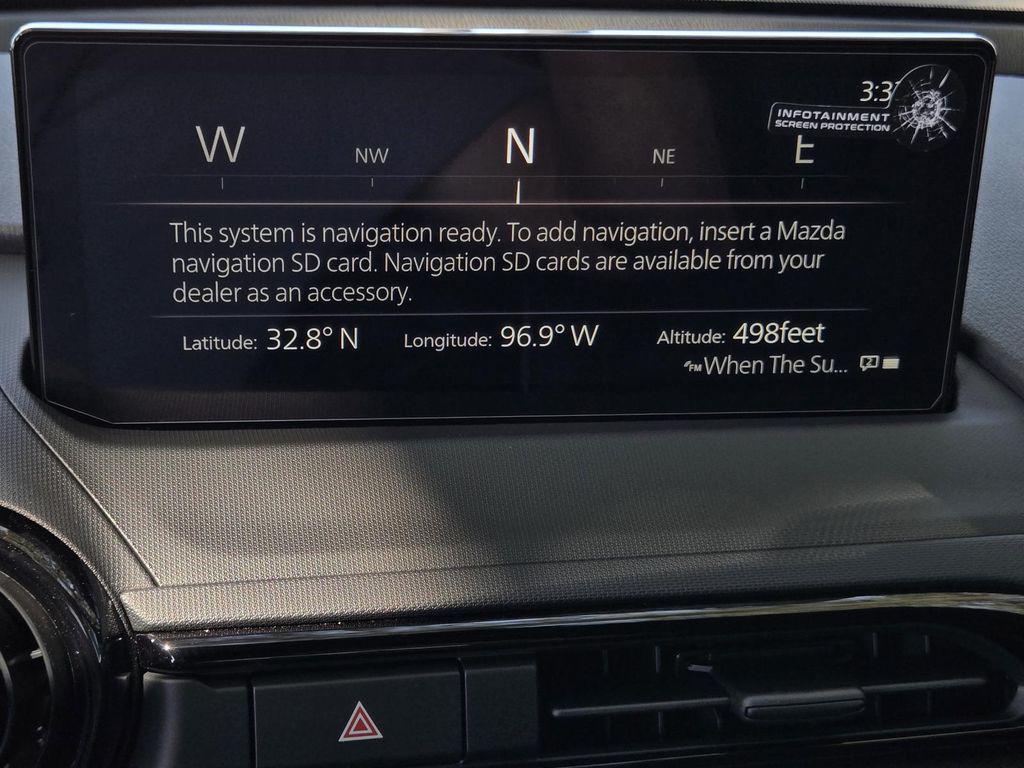 3:3
INFOTAINMENT
SCREEN PROTECTION
W NW N NE E
This system is navigation ready. To add navigation, insert a Mazda
navigation SD card. Navigation SD cards are available from your
dealer as an accessory.
Latitude: 32.8° N Longitude: 96.9° W Altitude: 498feet
FM When The Su...